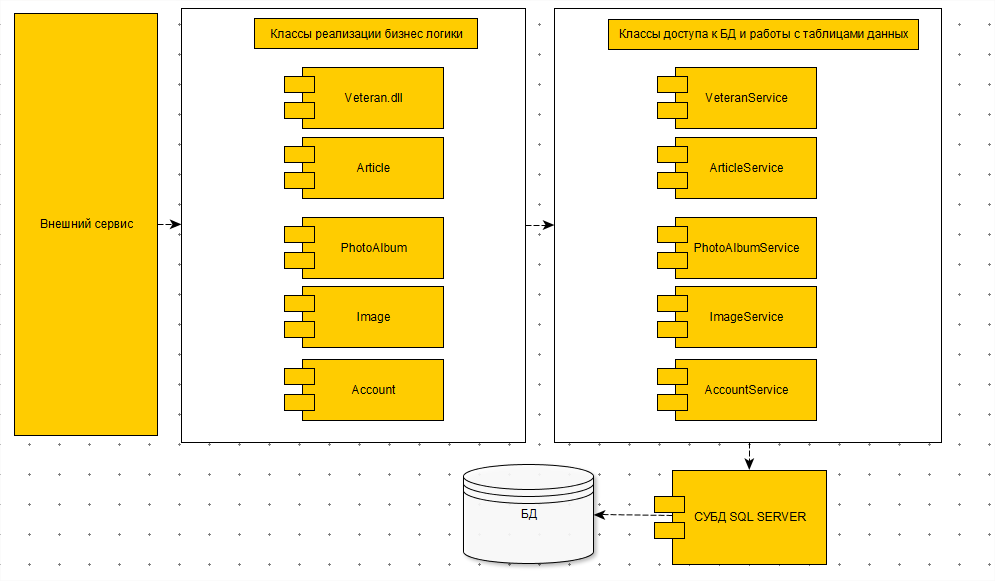 Внешний сервис
Классы реализации бизнес логики
Veteran.dll
Article
PhotoAlbum
Image
Account
Классы доступа к БД и работы с таблицами данных
VeteranService
ArticleService
PhotoAlbumService
ImageService
AccountService
БД
СУБД SQL SERVER